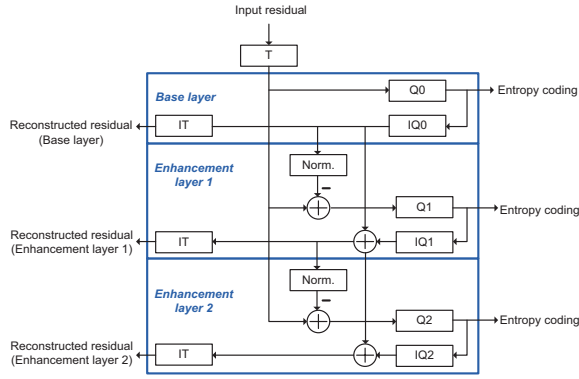 Input residual
T
Base layer
Q0
Entropy coding
Reconstructed residual
(Base layer)
IT
IQ0
Enhancement
layer 1
Norm.
Q1
Entropy coding
Reconstructed residual
(Enhancement layer 1)
IT
IQ1
Enhancement
layer 2
Norm.
Q2
Entropy coding
Reconstructed residual
(Enhancement layer 2)
IT
IQ2